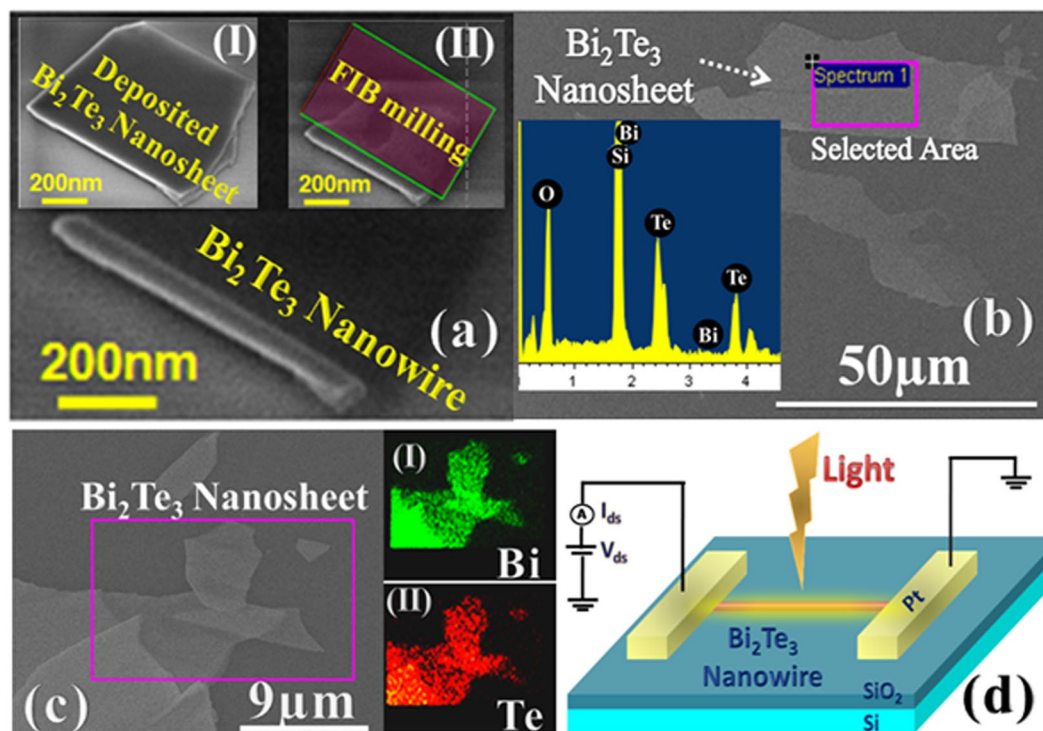 (I)
Deposited
Bi₂Te₃ Nanosheet
200nm
(II)
FIB milling
200nm
Bi₂Te₃ Nanowire
(a)
200nm
Bi₂Te₃
Nanosheet
Spectrum 1
Selected Area
Bi
Si
O
Te
Te
Bi
1 2 3 4
(b)
50μm
Bi₂Te₃ Nanosheet
(c)
9μm
(I)
Bi
(II)
Te
Light
A
I_ds
V_ds
Pt
Bi₂Te₃
Nanowire
SiO₂
Si
(d)